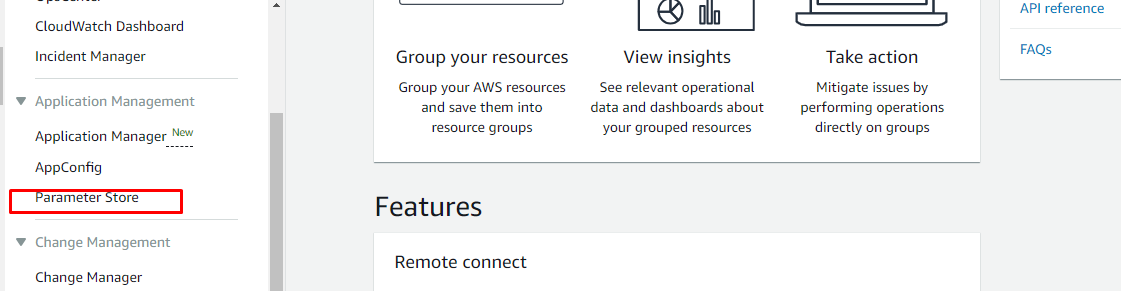 CloudWatch Dashboard
Incident Manager
Application Management
Application Manager New
AppConfig
Parameter Store
Change Management
Change Manager
Group your resources
Group your AWS resources
and save them into
resource groups
View insights
See relevant operational
data and dashboards about
your grouped resources
Take action
Mitigate issues by
performing operations
directly on groups
Features
Remote connect
API reference
FAQs